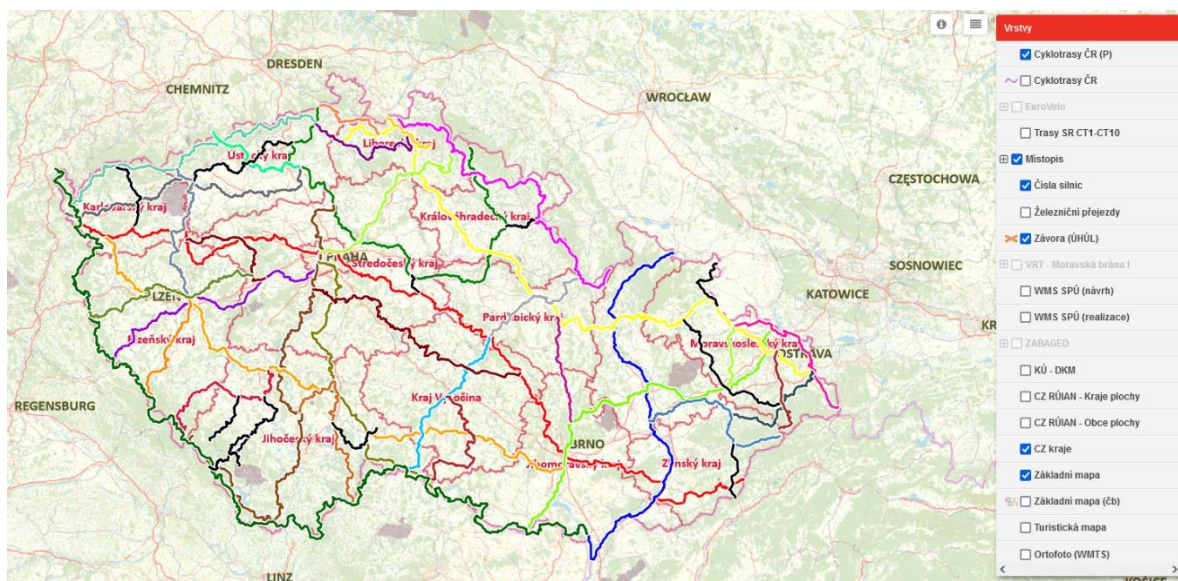 DRESDEN
CHEMNITZ
WROCŁAW
CZĘSTOCHOWA
SOSNOWIEC
KATOWICE
KR
REGENSBURG
LINZ
KOŠICE
PRAHA
LZEN
BRNO
OSTRAVA
Ústecký kraj
Liberecký kraj
Karlovarský kraj
Královéhradecký kraj
Středočeský kraj
Pardubický kraj
Plzeňský kraj
Moravskoslezský kraj
Kraj Vysočina
Jihočeský kraj
Jihomoravský kraj
Zlínský kraj
Vrstvy
Cyklotrasy ČR (P)
Cyklotrasy ČR
EuroVelo
Trasy SR CT1-CT10
Místopis
Čísla silnic
Železniční přejezdy
Závora (ÚHÚL)
VRT - Moravská brána I
WMS SPÚ (návrh)
WMS SPÚ (realizace)
ZABAGED
KÚ - DKM
CZ RÚIAN - Kraje plochy
CZ RÚIAN - Obce plochy
CZ kraje
Základní mapa
Základní mapa (čb)
Turistická mapa
Ortofoto (WMTS)